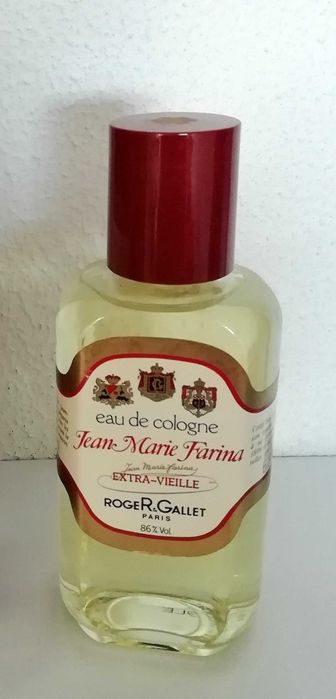 eau de cologne
Jean-Marie Farina
Jean Marie Farina
EXTRA-VIEILLE
ROGER & GALLET
PARIS
86% Vol.